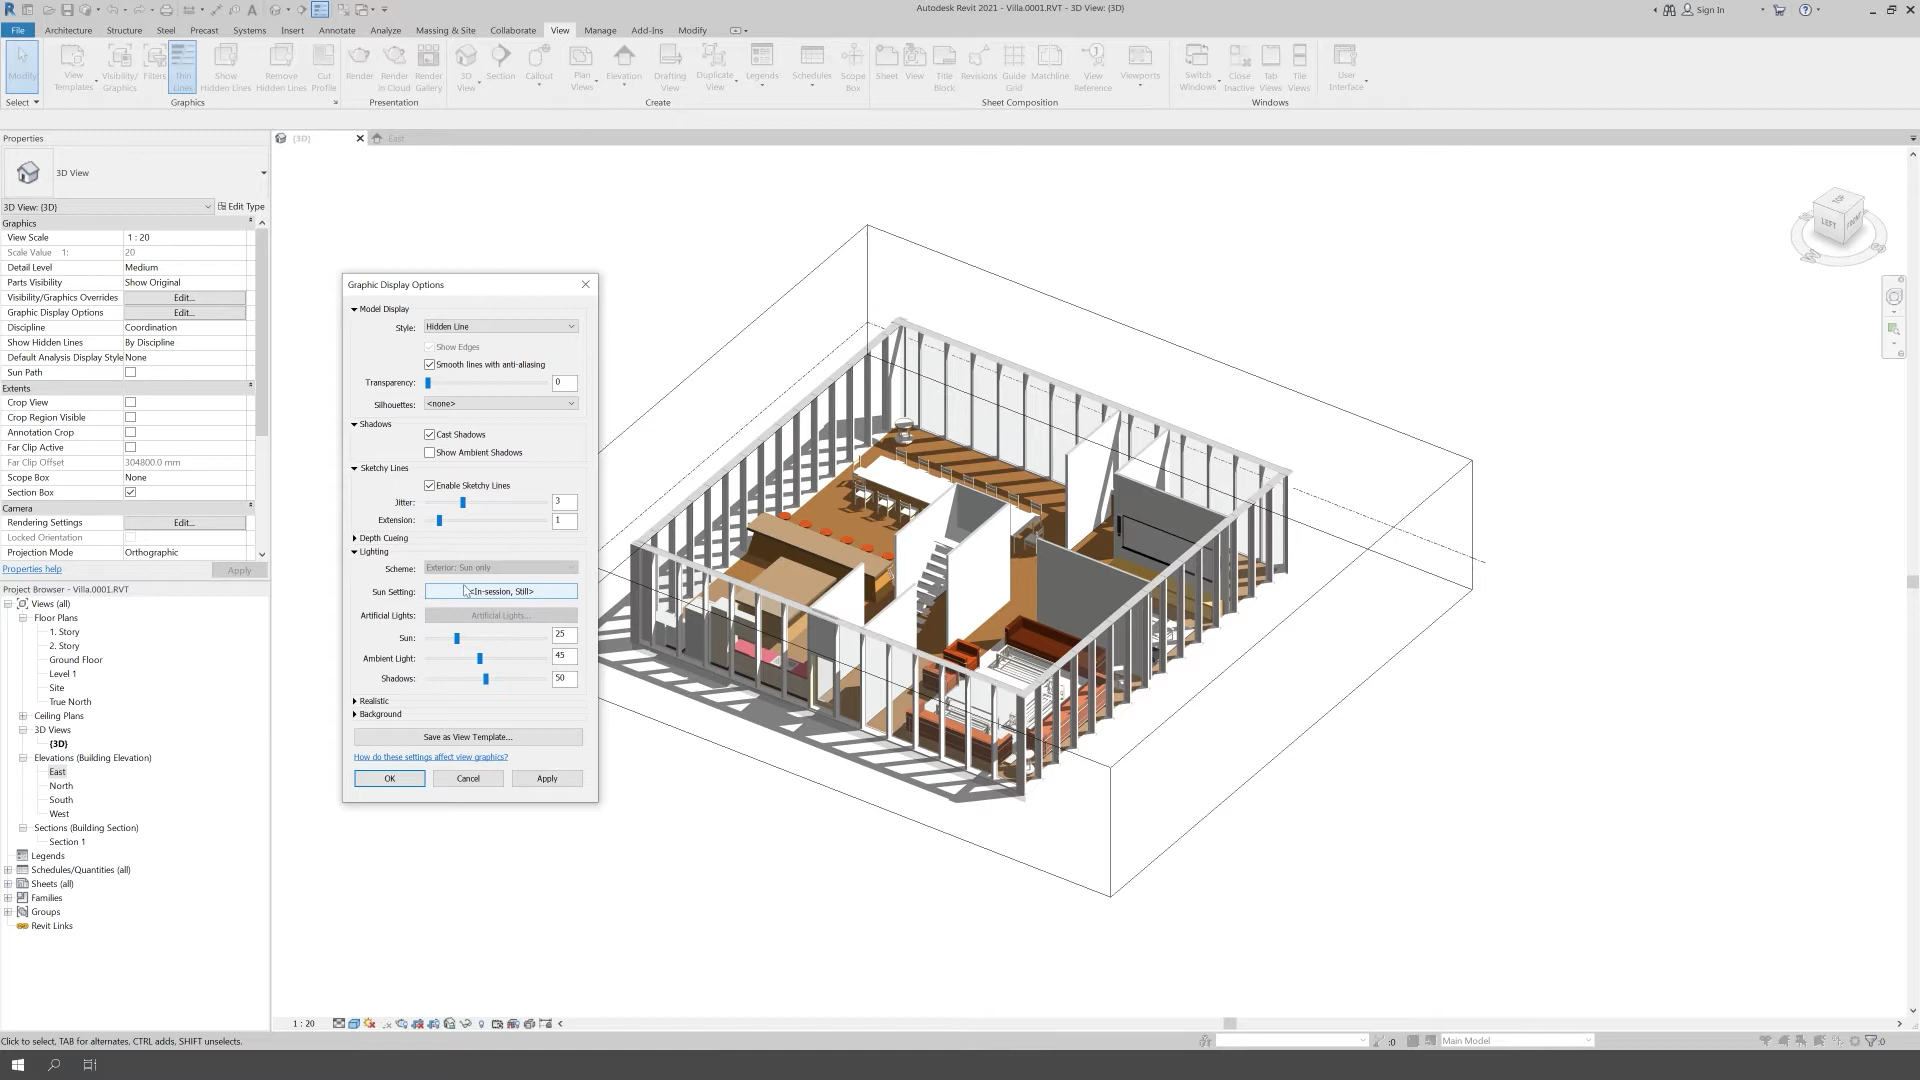 Autodesk Revit 2021 - Villa.0001.RVT - 3D View: {3D}
Sign In
File Architecture Structure Steel Precast Systems Insert Annotate Analyze Massing & Site Collaborate View Manage Add-Ins Modify
Modify
View Templates
Visibility/ Graphics
Filters
Thin Lines
Show Hidden Lines
Remove Hidden Lines
Cut Profile
Render
Render in Cloud
Render Gallery
3D View
Section
Callout
Plan Views
Elevation
Drafting View
Duplicate View
Legends
Schedules
Scope Box
Sheet
View
Title Block
Revisions
Guide Grid
Matchline
View Reference
Viewports
Switch Windows
Close Inactive
Tab Views
Tile Views
User Interface
Select Graphics Presentation Create Sheet Composition Windows
Properties
{3D}
East
3D View
3D View: {3D} Edit Type
Graphics
View Scale 1 : 20
Scale Value 1: 20
Detail Level Medium
Parts Visibility Show Original
Visibility/Graphics Overrides Edit...
Graphic Display Options Edit...
Discipline Coordination
Show Hidden Lines By Discipline
Default Analysis Display Style None
Sun Path
Extents
Crop View
Crop Region Visible
Annotation Crop
Far Clip Active
Far Clip Offset 304800.0 mm
Scope Box None
Section Box
Camera
Rendering Settings Edit...
Locked Orientation
Projection Mode Orthographic
Properties help Apply
Project Browser - Villa.0001.RVT
Views (all)
Floor Plans
1. Story
2. Story
Ground Floor
Level 1
Site
True North
Ceiling Plans
3D Views
{3D}
Elevations (Building Elevation)
East
North
South
West
Sections (Building Section)
Section 1
Legends
Schedules/Quantities (all)
Sheets (all)
Families
Groups
Revit Links
Graphic Display Options
Model Display
Style: Hidden Line
Show Edges
Smooth lines with anti-aliasing
Transparency: 0
Silhouettes: <none>
Shadows
Cast Shadows
Show Ambient Shadows
Sketchy Lines
Enable Sketchy Lines
Jitter: 3
Extension: 1
Depth Cueing
Lighting
Scheme: Exterior: Sun only
Sun Setting: <In-session, Still>
Artificial Lights: Artificial Lights...
Sun: 25
Ambient Light: 45
Shadows: 50
Realistic
Background
Save as View Template...
How do these settings affect view graphics?
OK Cancel Apply
TOP
LEFT
FRONT
1 : 20
Click to select, TAB for alternates, CTRL adds, SHIFT unselects.
:0
Main Model
:0